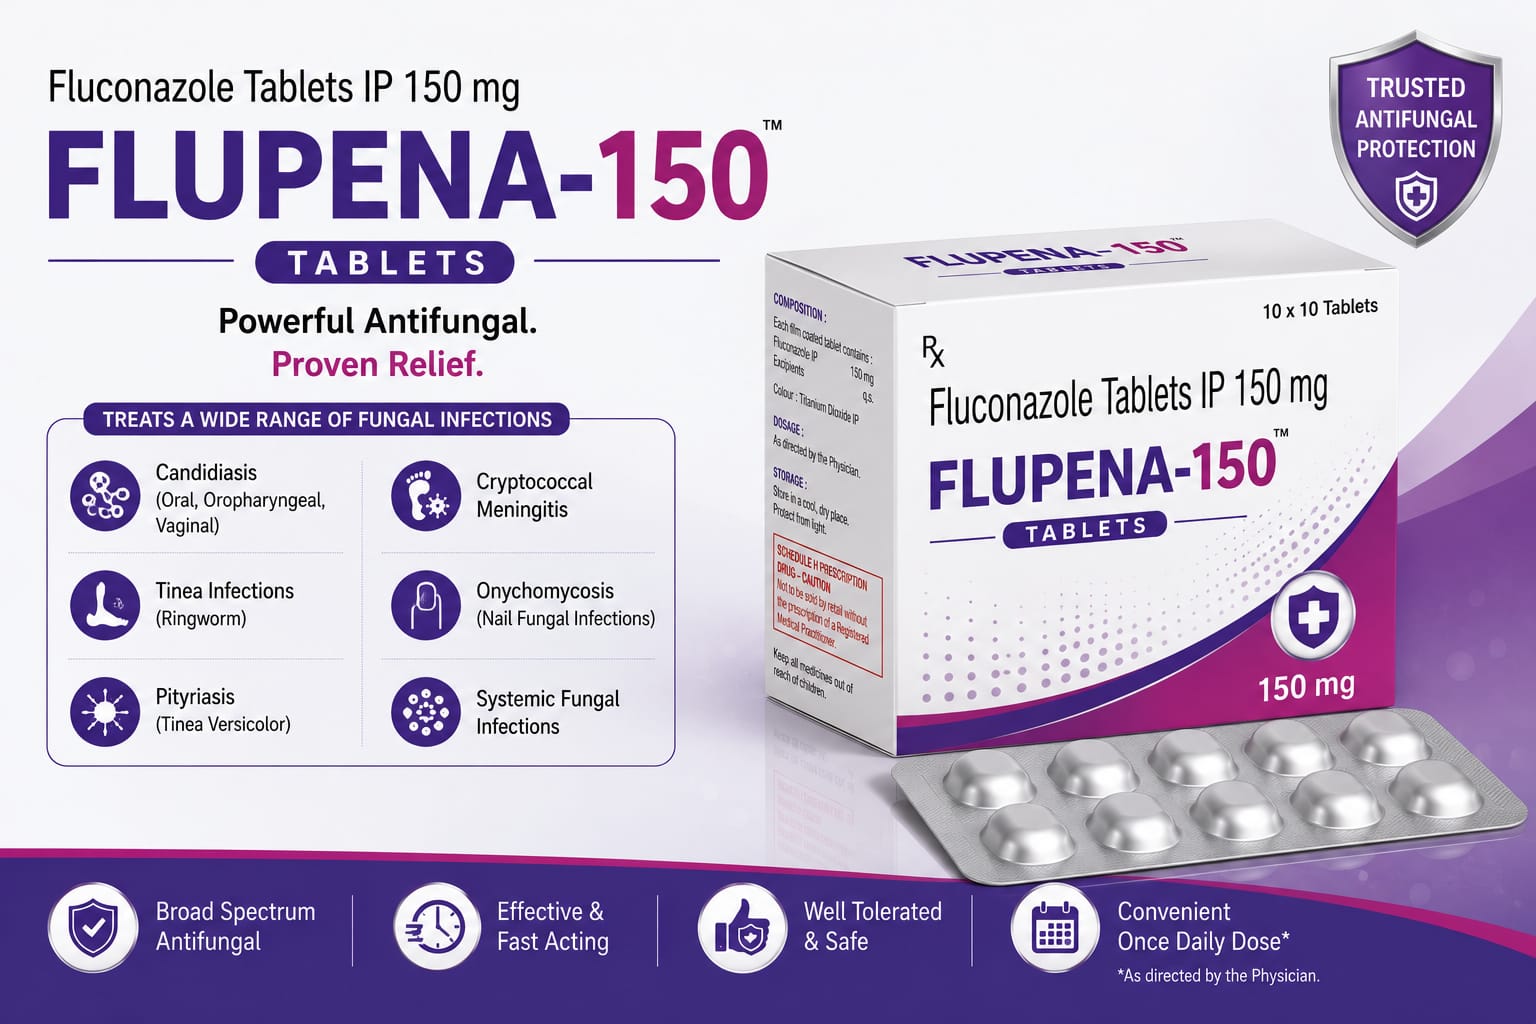 Fluconazole Tablets IP 150 mg
FLUPENA-150™
TABLETS
Powerful Antifungal.
Proven Relief.
TREATS A WIDE RANGE OF FUNGAL INFECTIONS
Candidiasis
(Oral, Oropharyngeal,
Vaginal)
Cryptococcal
Meningitis
Tinea Infections
(Ringworm)
Onychomycosis
(Nail Fungal Infections)
Pityriasis
(Tinea Versicolor)
Systemic Fungal
Infections
TRUSTED
ANTIFUNGAL
PROTECTION
FLUPENA-150™
TABLETS
COMPOSITION :
Each film coated tablet contains :
Fluconazole IP 150 mg
Excipients q.s.
Colour : Titanium Dioxide IP
DOSAGE :
As directed by the Physician.
STORAGE :
Store in a cool, dry place.
Protect from light.
SCHEDULE H PRESCRIPTION
DRUG - CAUTION
Not to be sold by retail without
the prescription of a Registered
Medical Practitioner.
Keep all medicines out of
reach of children.
10 x 10 Tablets
Rx
Fluconazole Tablets IP 150 mg
FLUPENA-150™
TABLETS
150 mg
Broad Spectrum
Antifungal
Effective &
Fast Acting
Well Tolerated
& Safe
Convenient
Once Daily Dose*
*As directed by the Physician.